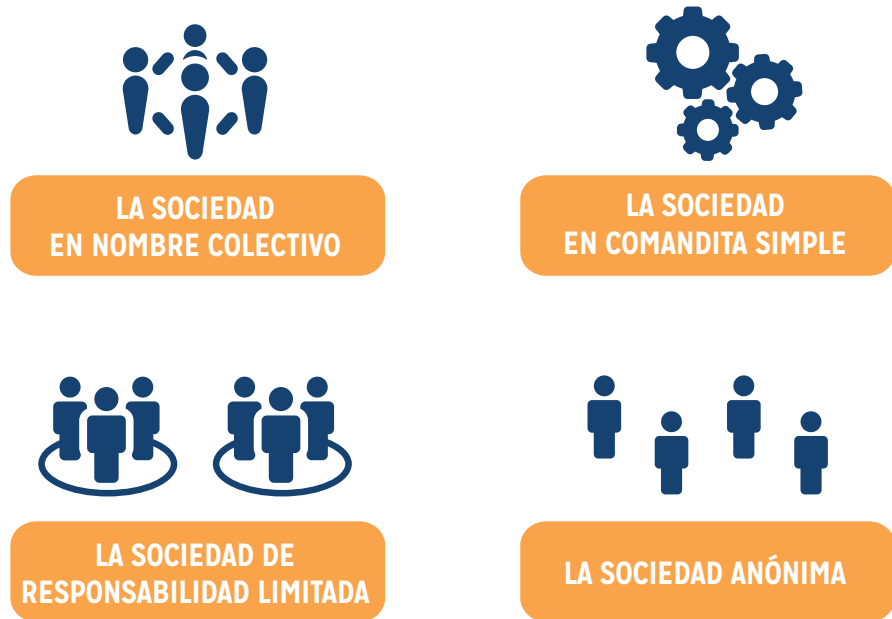 LA SOCIEDAD
EN NOMBRE COLECTIVO
LA SOCIEDAD
EN COMANDITA SIMPLE
LA SOCIEDAD DE
RESPONSABILIDAD LIMITADA
LA SOCIEDAD ANÓNIMA